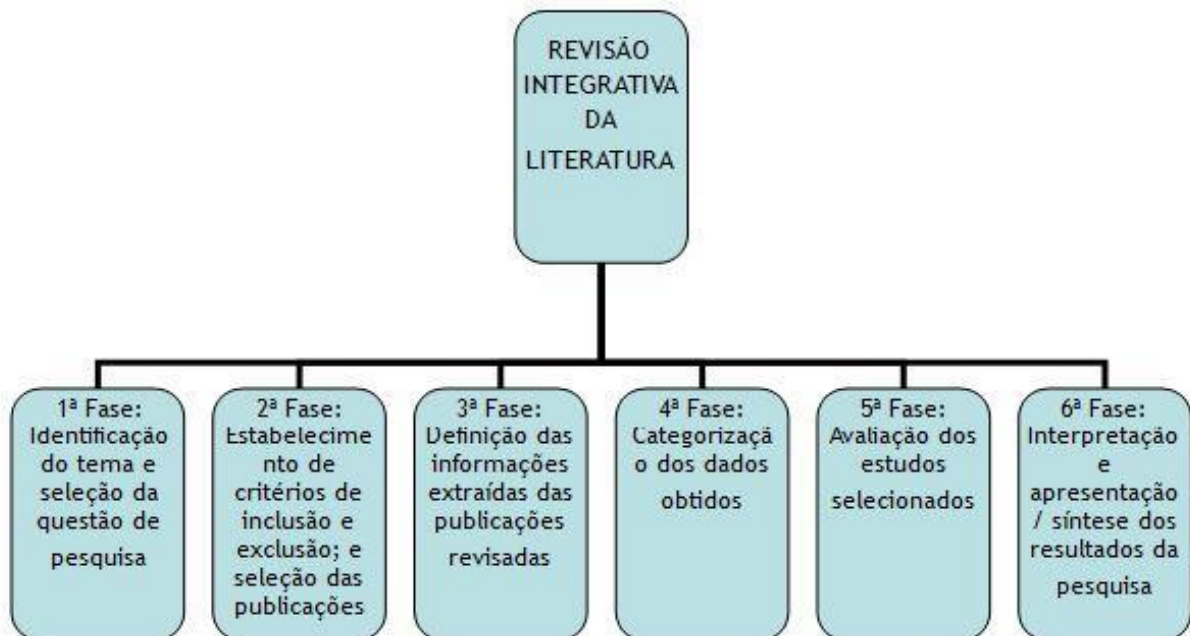 REVISÃO
INTEGRATIVA
DA
LITERATURA
1ª Fase:
Identificação
do tema e
seleção da
questão de
pesquisa
2ª Fase:
Estabelecime
nto de
critérios de
inclusão e
exclusão; e
seleção das
publicações
3ª Fase:
Definição das
informações
extraídas das
publicações
revisadas
4ª Fase:
Categorizaçã
o dos dados
obtidos
5ª Fase:
Avaliação dos
estudos
selecionados
6ª Fase:
Interpretação
e
apresentação
/ síntese dos
resultados da
pesquisa